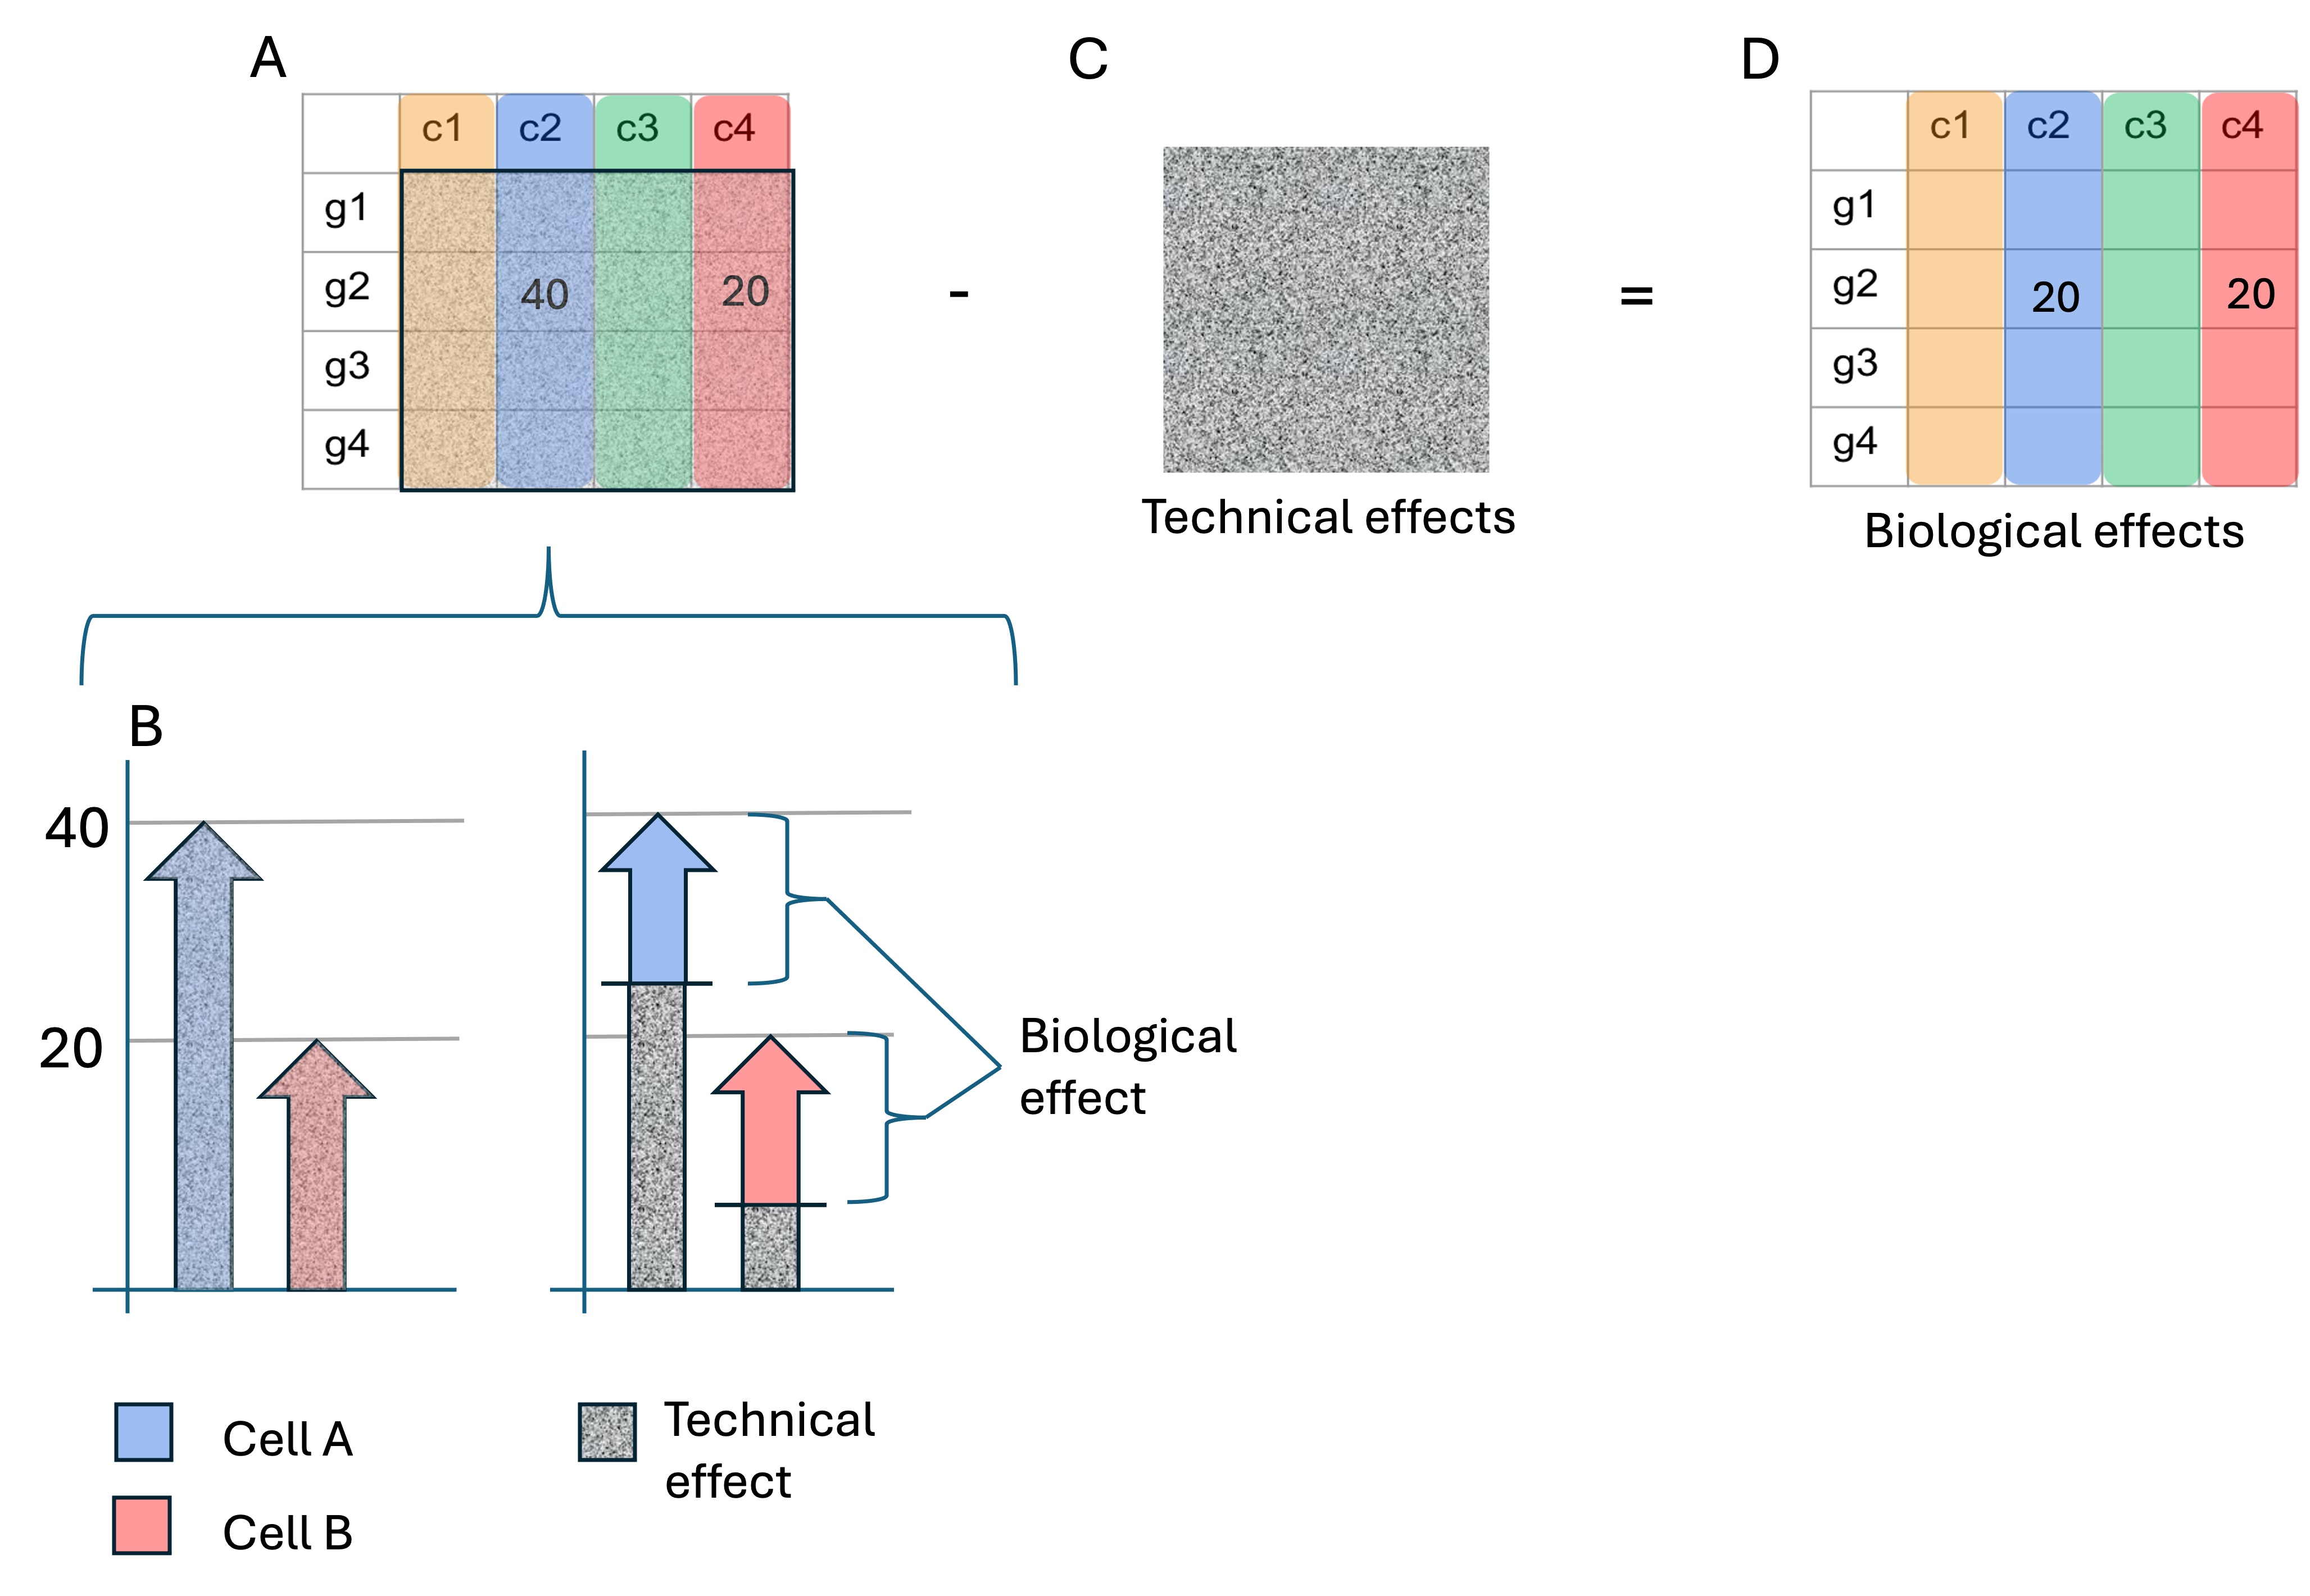 A
c1 c2 c3 c4
g1
g2 40 20
g3
g4
-
C
Technical effects
=
D
c1 c2 c3 c4
g1
g2 20 20
g3
g4
Biological effects
B
40
20
Biological
effect
Cell A
Cell B
Technical
effect